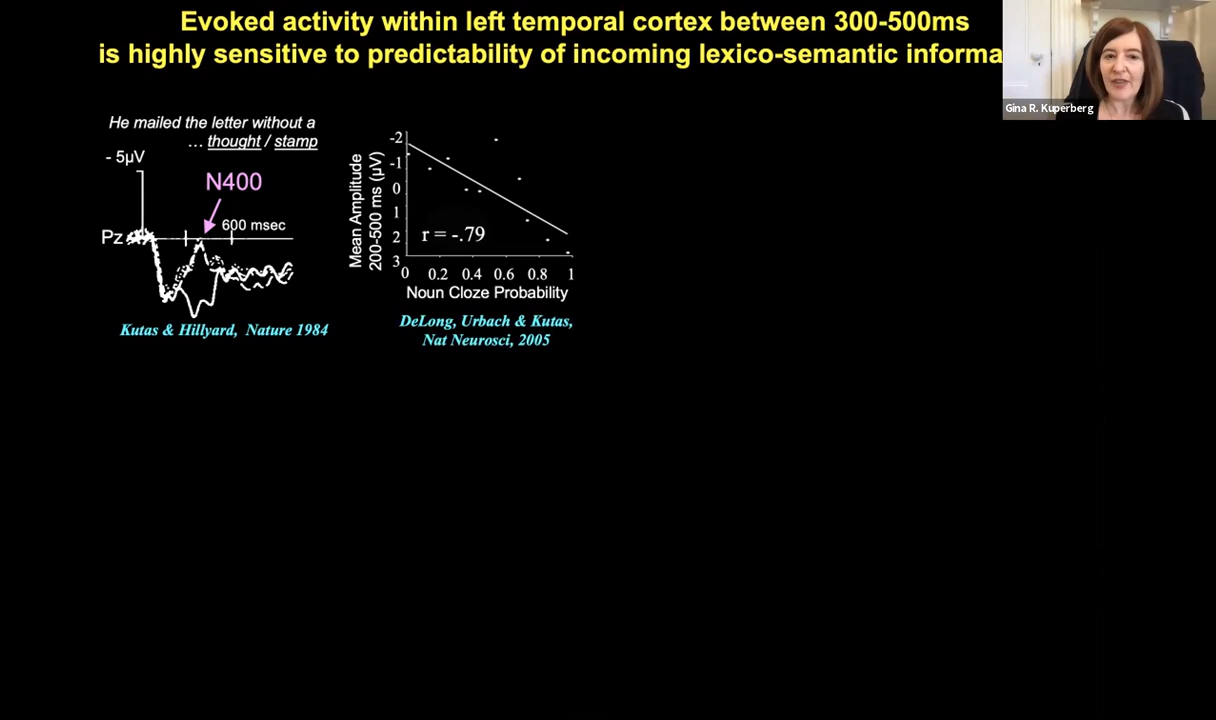 Evoked activity within left temporal cortex between 300-500ms
is highly sensitive to predictability of incoming lexico-semantic informa
Gina R. Kuperberg
He mailed the letter without a
... thought / stamp
- 5µV
N400
600 msec
Pz
Kutas & Hillyard, Nature 1984
Mean Amplitude
200-500 ms (µV)
-2
-1
0
1
2
3
r = -.79
0 0.2 0.4 0.6 0.8 1
Noun Cloze Probability
DeLong, Urbach & Kutas,
Nat Neurosci, 2005